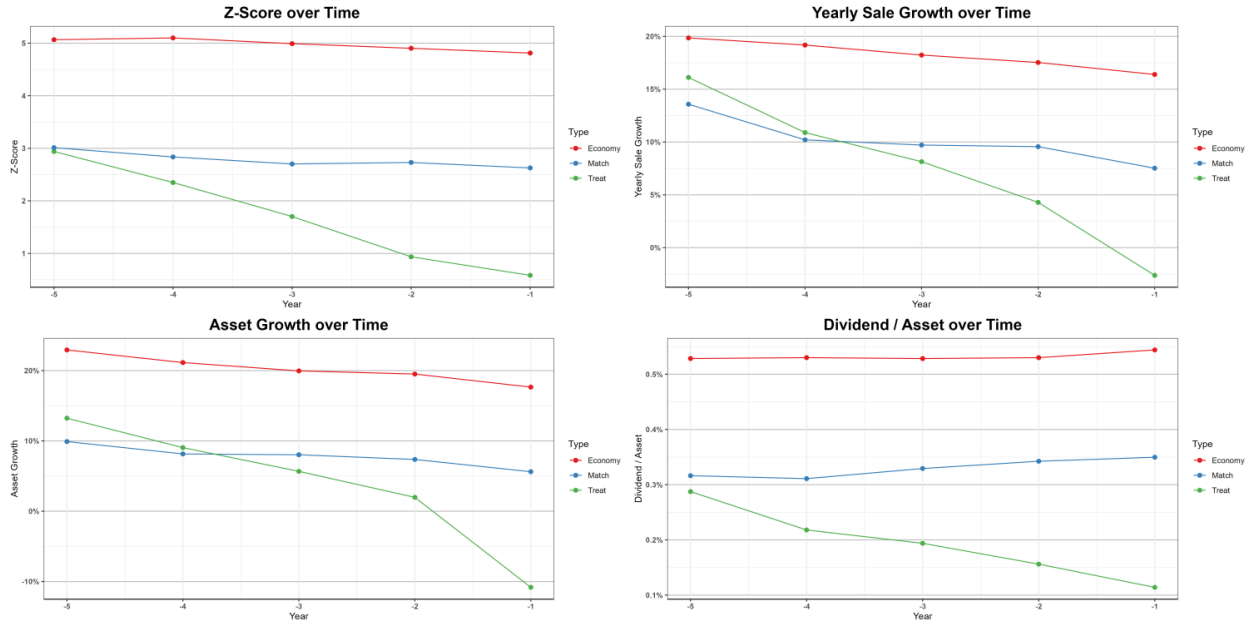 Z-Score over Time
Z-Score
5
4
3
2
1
-5 -4 -3 -2 -1
Year
Type
Economy
Match
Treat
Yearly Sale Growth over Time
Yearly Sale Growth
20%
15%
10%
5%
0%
-5 -4 -3 -2 -1
Year
Type
Economy
Match
Treat
Asset Growth over Time
Asset Growth
20%
10%
0%
-10%
-5 -4 -3 -2 -1
Year
Type
Economy
Match
Treat
Dividend / Asset over Time
Dividend / Asset
0.5%
0.4%
0.3%
0.2%
0.1%
-5 -4 -3 -2 -1
Year
Type
Economy
Match
Treat